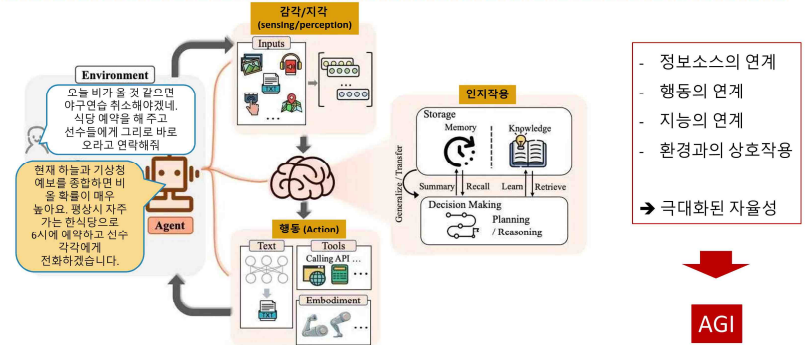 감각/지각
(sensing/perception)
Inputs
TXT
Environment
오늘 비가 올 것 같으면
야구연습 취소해야겠네.
식당 예약을 해 주고
선수들에게 그리로 바로
오라고 연락해줘
현재 하늘과 기상청
예보를 종합하면 비
올 확률이 매우
높아요. 평상시 자주
가는 한식당으로
6시에 예약하고 선수
각각에게
전화하겠습니다.
Agent
인지작용
Storage
Memory
Knowledge
Generalize / Transfer
Summary
Recall
Learn
Retrieve
Decision Making
Planning
/ Reasoning
행동 (Action)
Text
TXT
Tools
Calling API ...
...
Embodiment
...
- 정보소스의 연계
- 행동의 연계
- 지능의 연계
- 환경과의 상호작용
➔ 극대화된 자율성
AGI